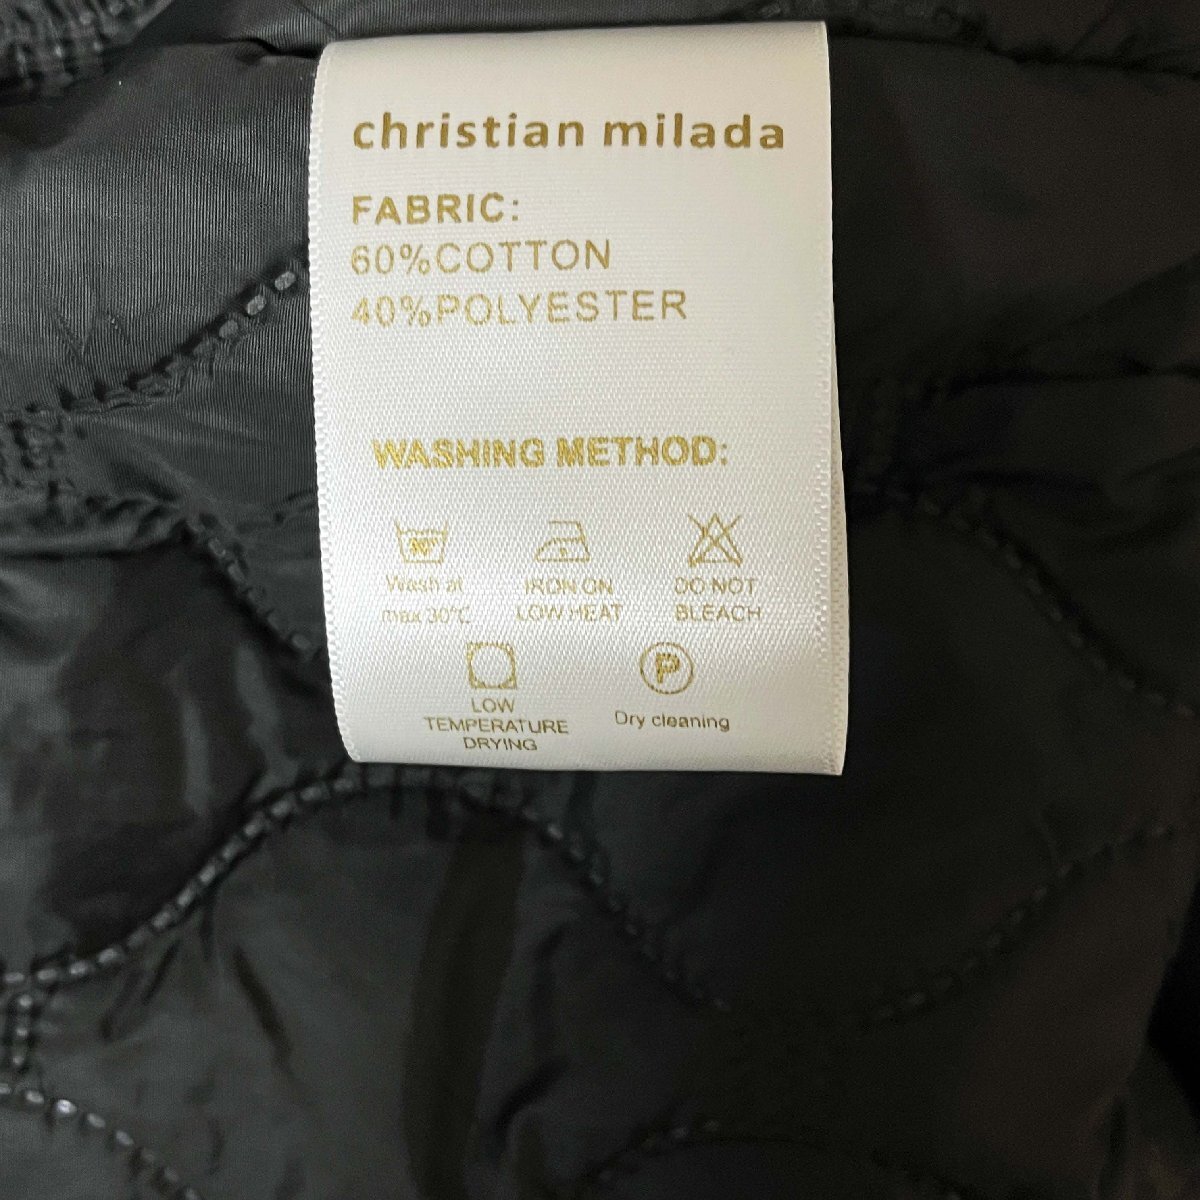 christian milada
FABRIC:
60%COTTON
40%POLYESTER
WASHING METHOD:
30°
Wash at
max 30°C
IRON ON
LOW HEAT
DO NOT
BLEACH
LOW
TEMPERATURE
DRYING
P
Dry cleaning